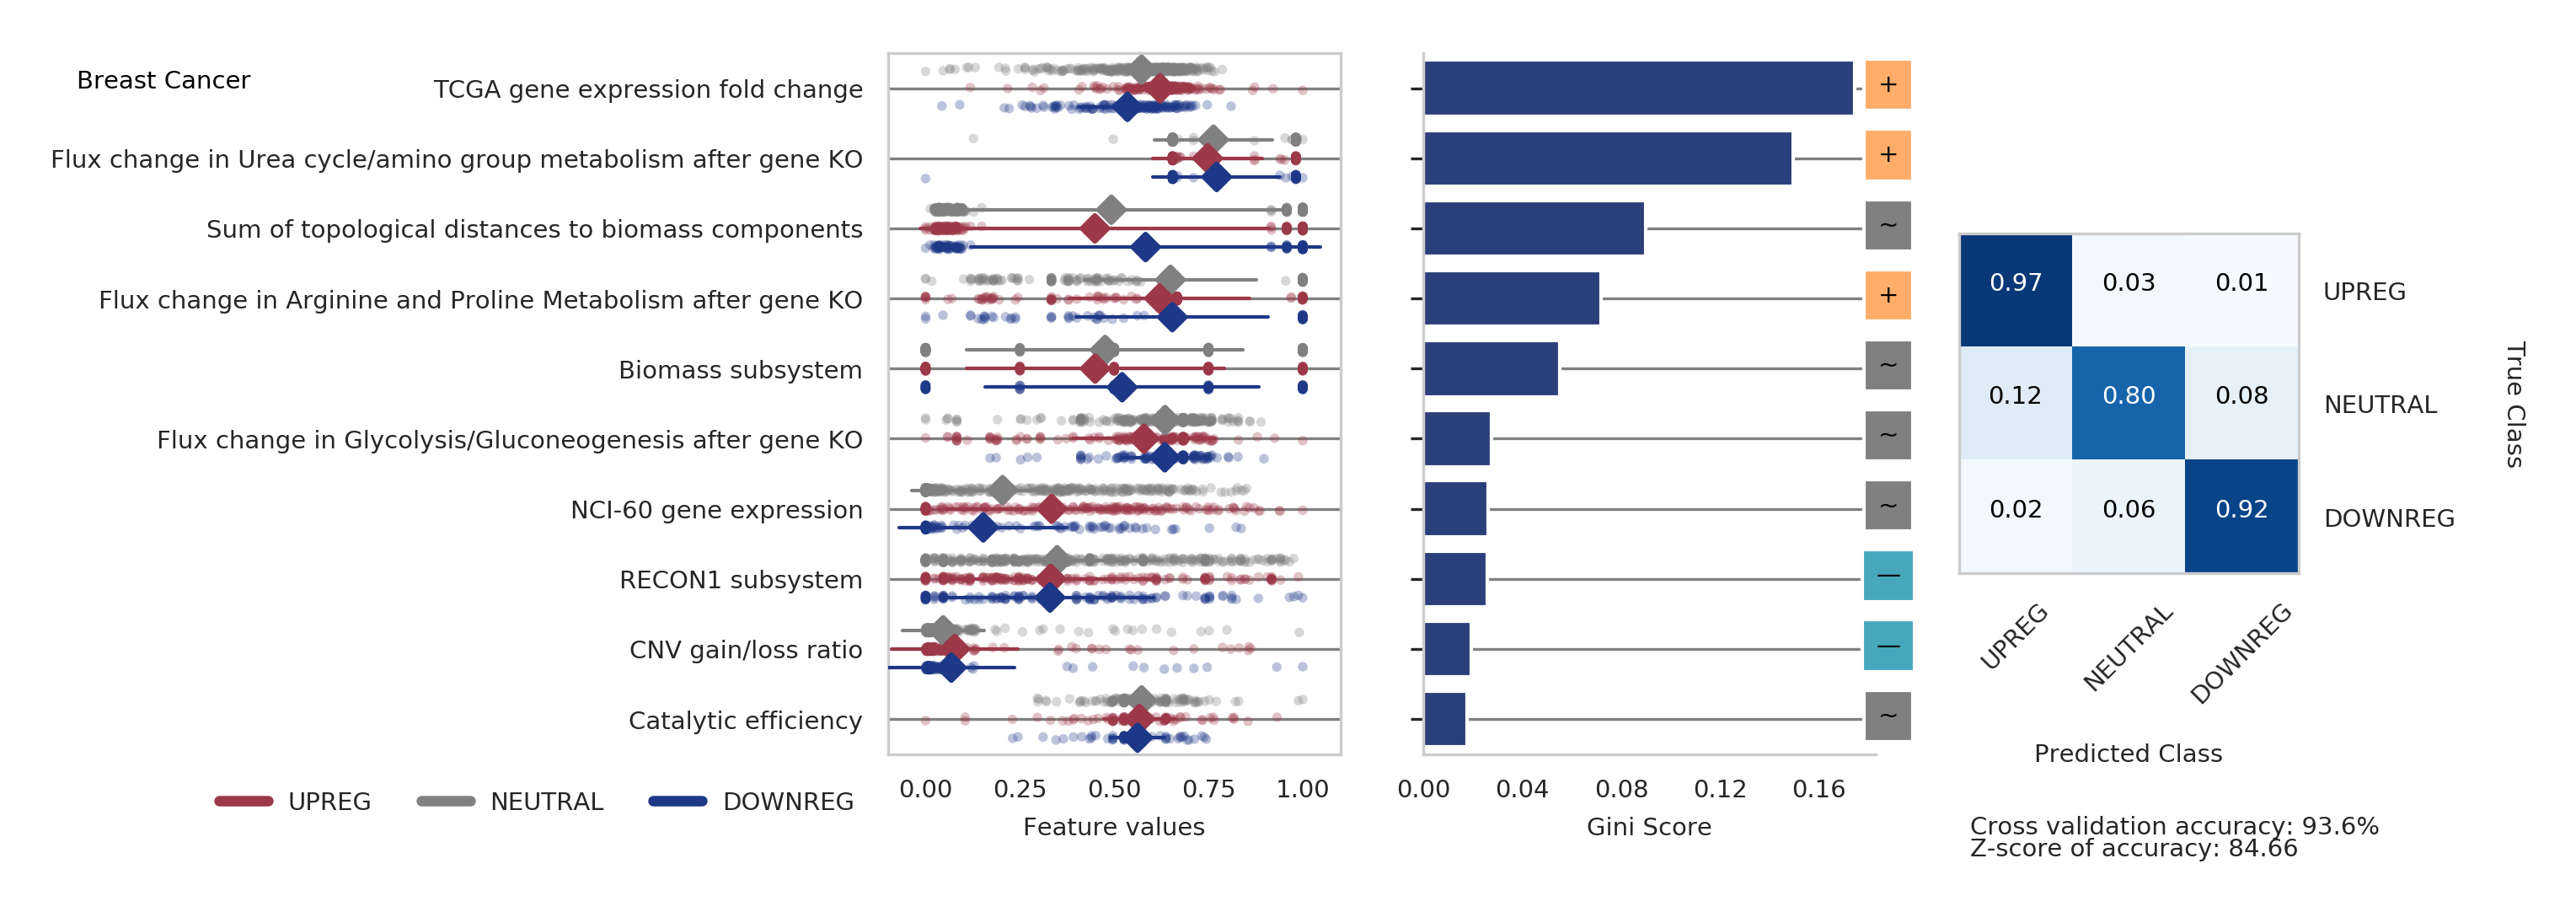 Breast Cancer
TCGA gene expression fold change
Flux change in Urea cycle/amino group metabolism after gene KO
Sum of topological distances to biomass components
Flux change in Arginine and Proline Metabolism after gene KO
Biomass subsystem
Flux change in Glycolysis/Gluconeogenesis after gene KO
NCI-60 gene expression
RECON1 subsystem
CNV gain/loss ratio
Catalytic efficiency
UPREG NEUTRAL DOWNREG
0.00 0.25 0.50 0.75 1.00
Feature values
+
+
~
+
~
~
~
—
—
~
0.00 0.04 0.08 0.12 0.16
Gini Score
0.97 0.03 0.01 UPREG
0.12 0.80 0.08 NEUTRAL
0.02 0.06 0.92 DOWNREG
True Class
UPREG NEUTRAL DOWNREG
Predicted Class
Cross validation accuracy: 93.6%
Z-score of accuracy: 84.66